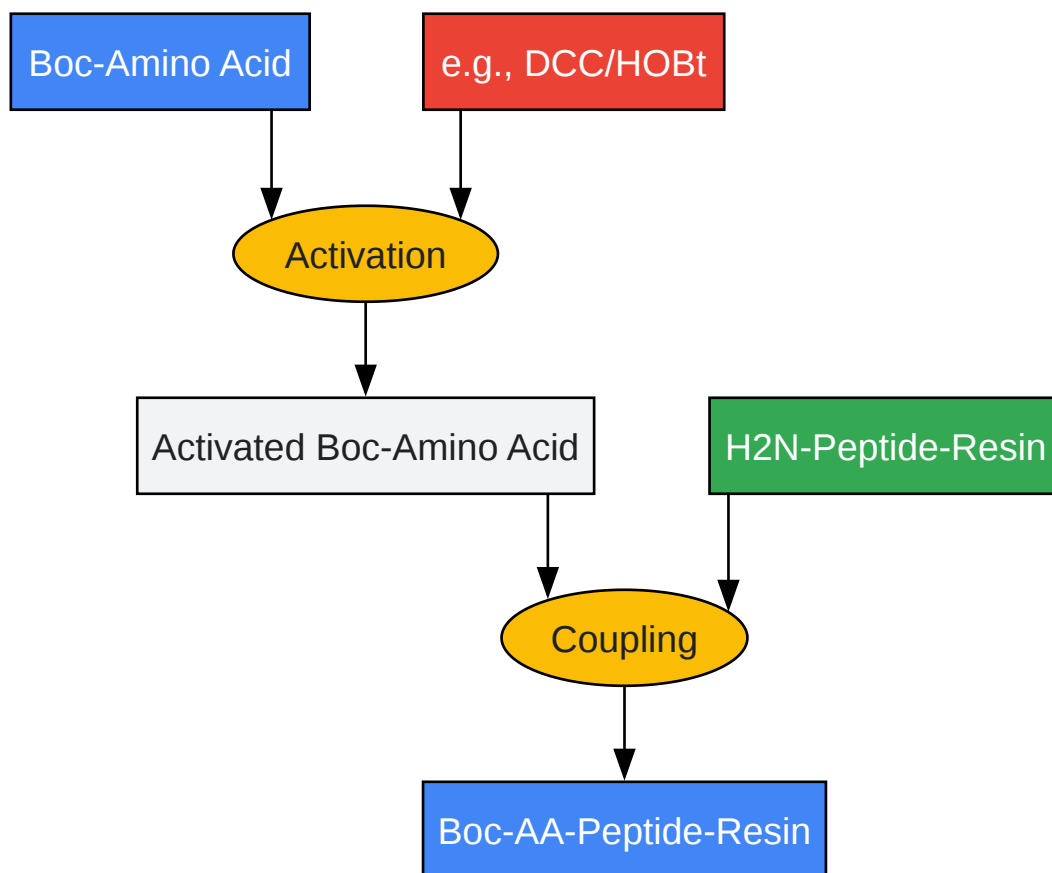 Boc-Amino Acid
e.g., DCC/HOBt
Activation
Activated Boc-Amino Acid
H2N-Peptide-Resin
Coupling
Boc-AA-Peptide-Resin